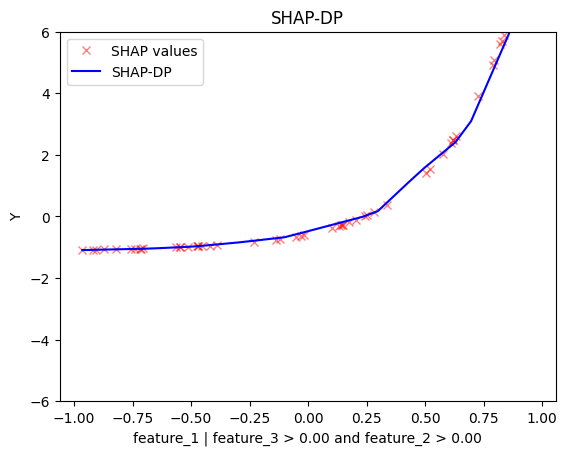 SHAP-DP
SHAP values
SHAP-DP
6
4
2
0
−2
−4
−6
Y
−1.00 −0.75 −0.50 −0.25 0.00 0.25 0.50 0.75 1.00
feature_1 | feature_3 > 0.00 and feature_2 > 0.00